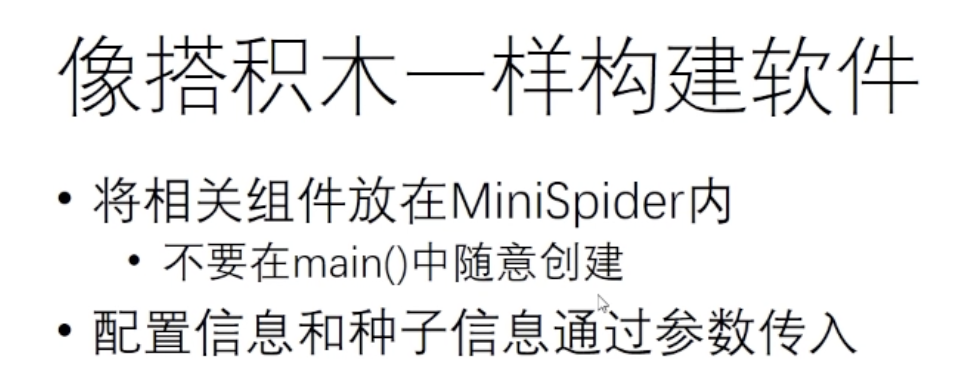 像搭积木一样构建软件
• 将相关组件放在MiniSpider内
• 不要在main()中随意创建
• 配置信息和种子信息通过参数传入